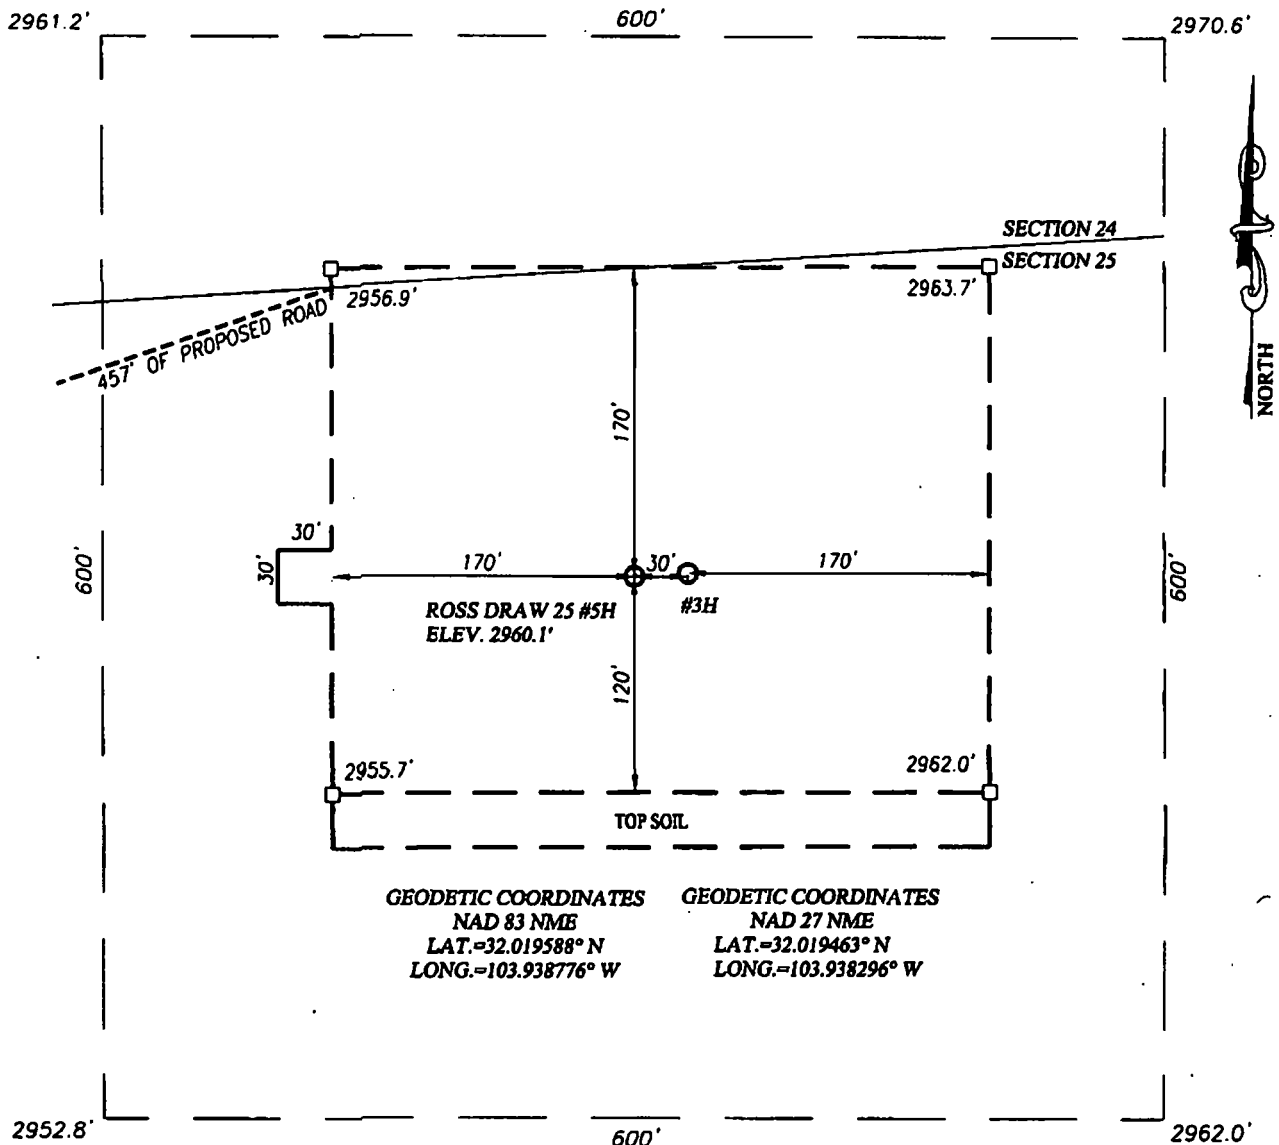 2961.2'
600'
2970.6'
SECTION 24
SECTION 25
2956.9'
2963.7'
457' OF PROPOSED ROAD
NORTH
170'
30'
30'
170'
30'
170'
600'
600'
ROSS DRAW 25 #5H
ELEV. 2960.1'
#3H
120'
2955.7'
2962.0'
TOP SOIL
GEODETIC COORDINATES
NAD 83 NME
LAT.=32.019588° N
LONG.=103.938776° W
GEODETIC COORDINATES
NAD 27 NME
LAT.=32.019463° N
LONG.=103.938296° W
2952.8'
600'
2962.0'